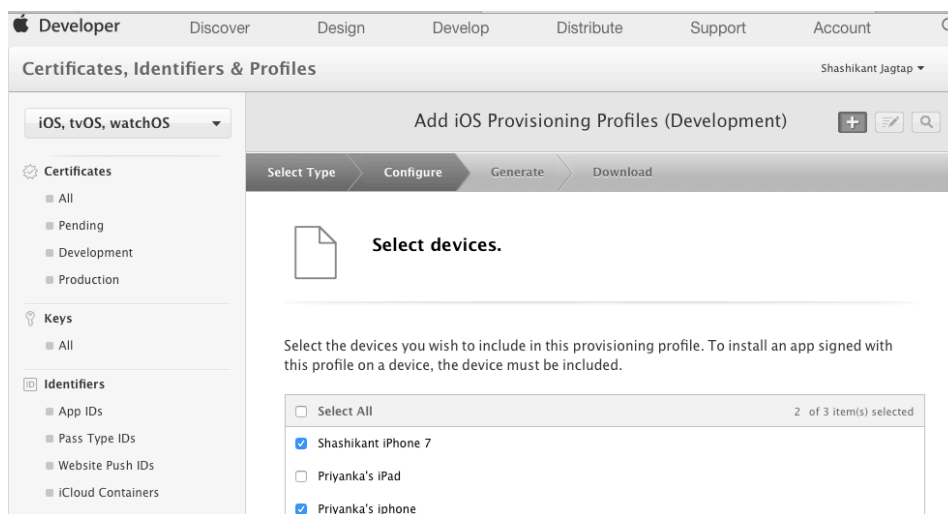 Developer Discover Design Develop Distribute Support Account
Certificates, Identifiers & Profiles
Shashikant Jagtap
iOS, tvOS, watchOS
Certificates
All
Pending
Development
Production
Keys
All
ID Identifiers
App IDs
Pass Type IDs
Website Push IDs
iCloud Containers
Add iOS Provisioning Profiles (Development)
Select Type Configure Generate Download
Select devices.
Select the devices you wish to include in this provisioning profile. To install an app signed with
this profile on a device, the device must be included.
Select All 2 of 3 item(s) selected
Shashikant iPhone 7
Priyanka's iPad
Priyanka's iphone